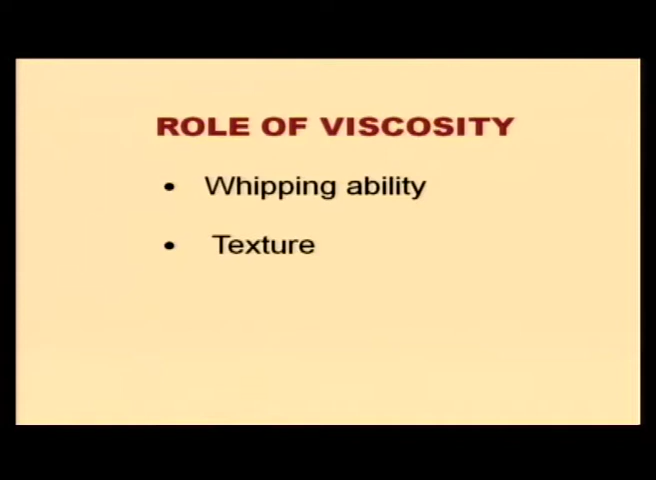 ROLE OF VISCOSITY
• Whipping ability
• Texture